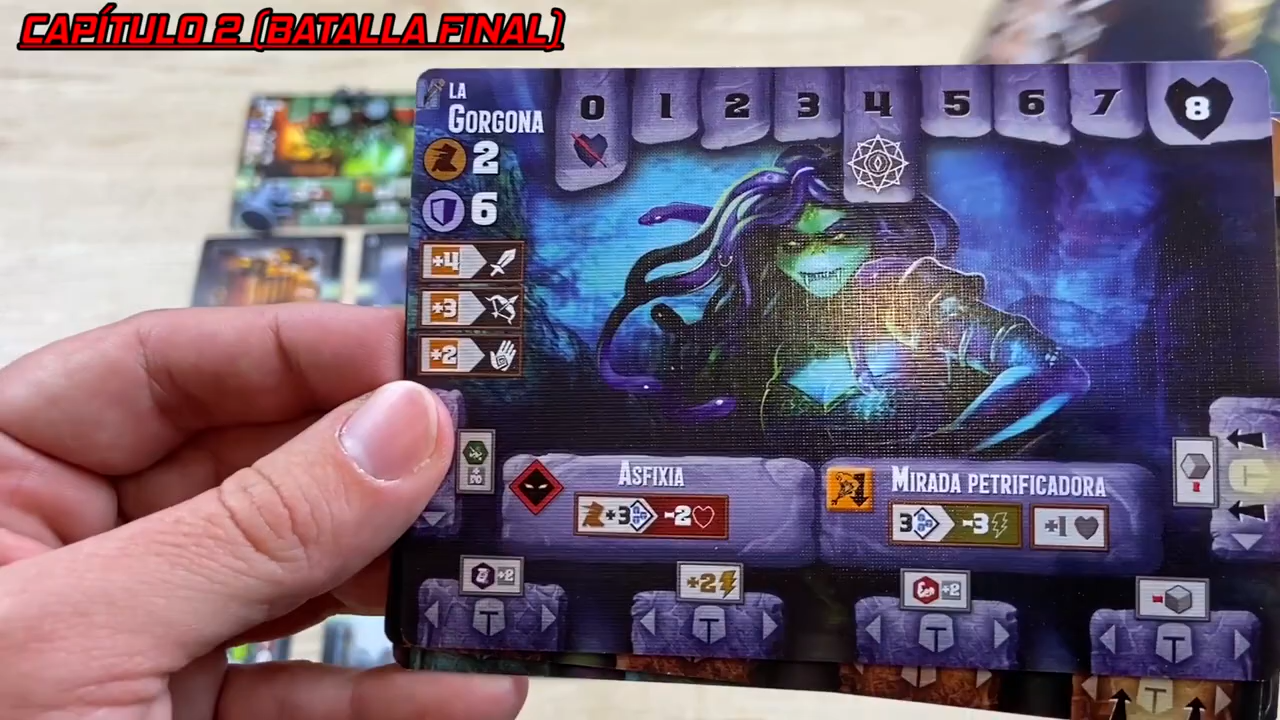 CAPÍTULO 2 (BATALLA FINAL)
LA
GORGONA
0 1 2 3 4 5 6 7 8
2
6
+4
+3
+2
ASFIXIA
+3 -2
MIRADA PETRIFICADORA
3 -3 +1
+2
+2
+2